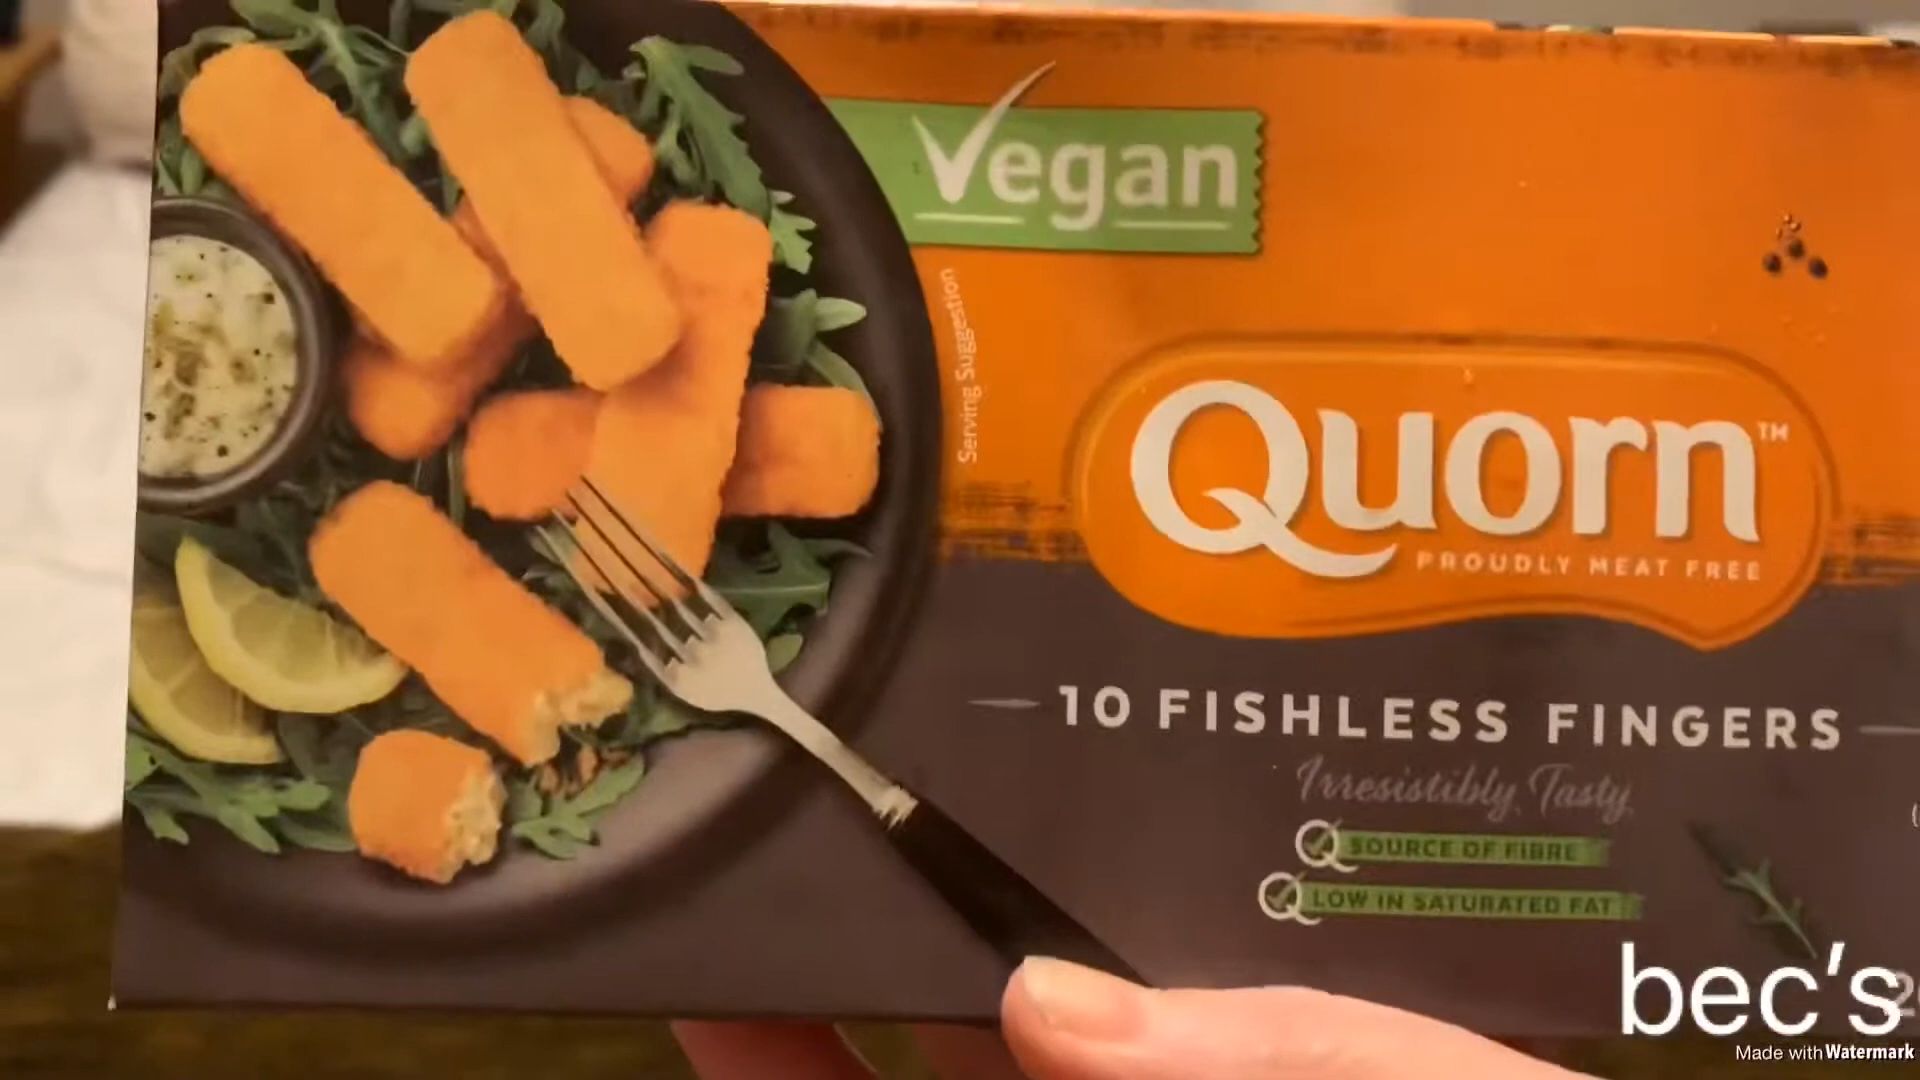 Vegan
Serving Suggestion
Quorn™
PROUDLY MEAT FREE
10 FISHLESS FINGERS
Irresistibly Tasty
SOURCE OF FIBRE
LOW IN SATURATED FAT
bec's
Made with Watermark